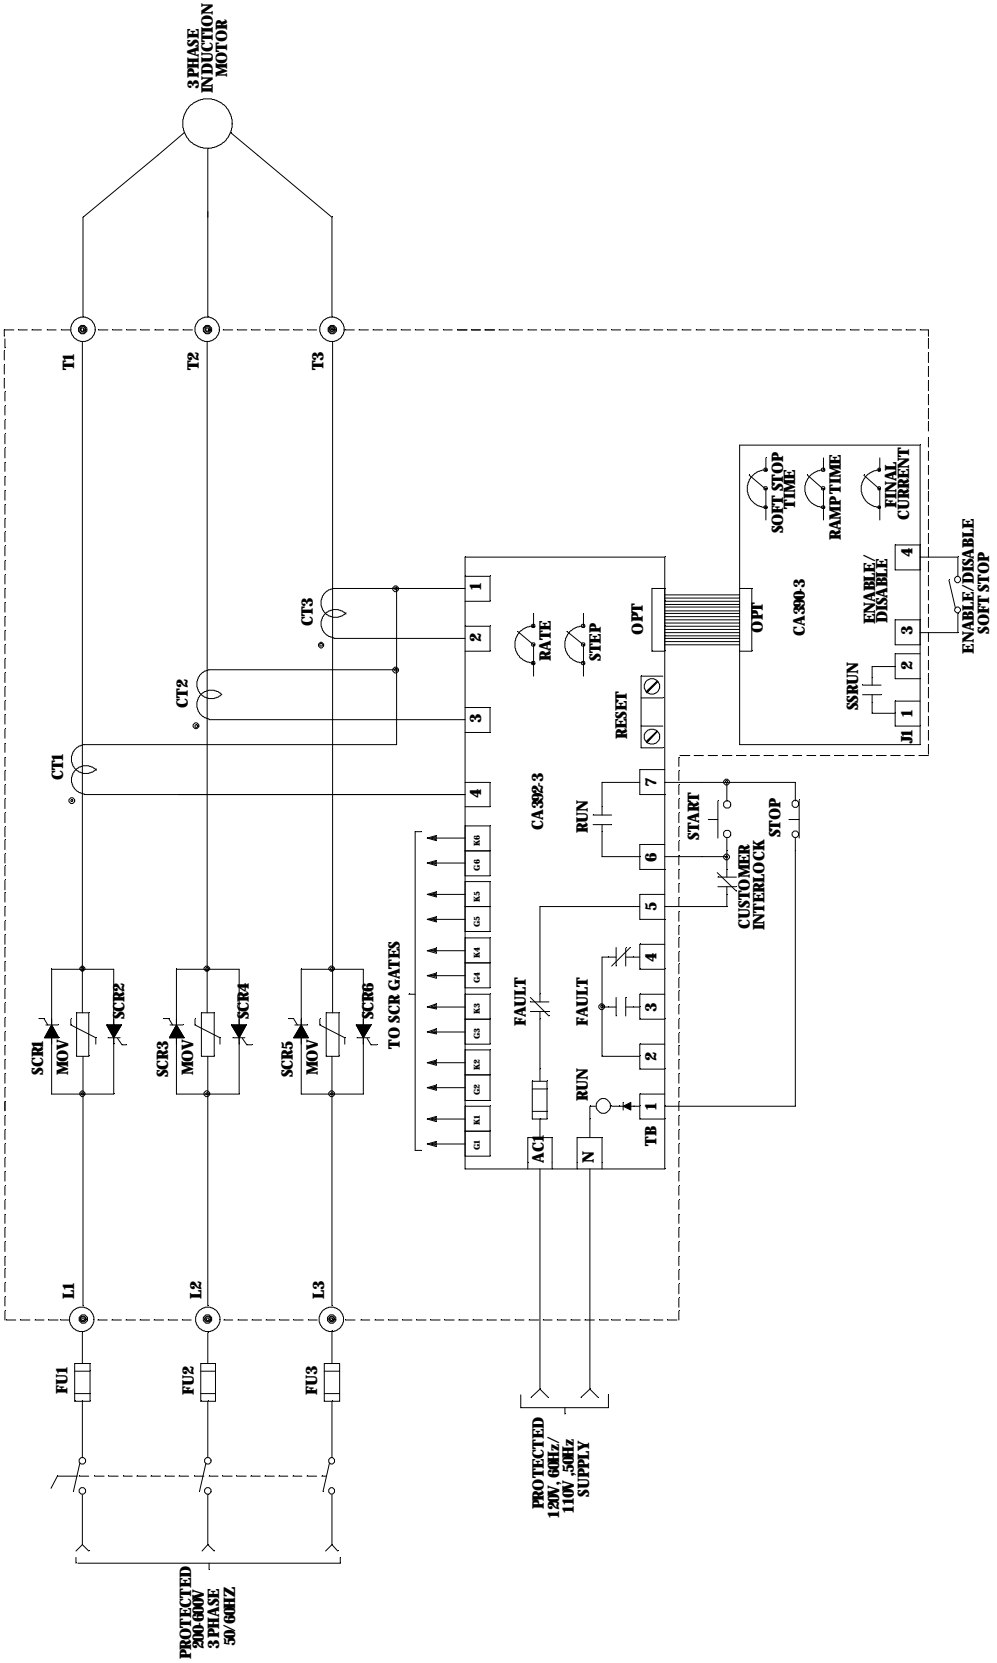 PROTECTED
200-600V
3 PHASE
50/60HZ
FU1
FU2
FU3
L1
L2
L3
SCR1
MOV
SCR2
SCR3
MOV
SCR4
SCR5
MOV
SCR6
CT1
CT2
CT3
T1
T2
T3
3 PHASE
INDUCTION
MOTOR
TO SCR GATES
G1
K1
G2
K2
G3
K3
G4
K4
G5
K5
G6
K6
4
3
2
1
PROTECTED
120V, 60Hz/
110V ,50Hz
SUPPLY
AC1
N
FAULT
CA392-3
RATE
STEP
RUN
FAULT
RUN
RESET
OPT
TB
1
2
3
4
5
6
7
CUSTOMER
INTERLOCK
START
STOP
OPT
CA390-3
SOFT STOP
TIME
RAMP TIME
FINAL
CURRENT
SSRUN
ENABLE/
DISABLE
J1
1
2
3
4
ENABLE/DISABLE
SOFT STOP